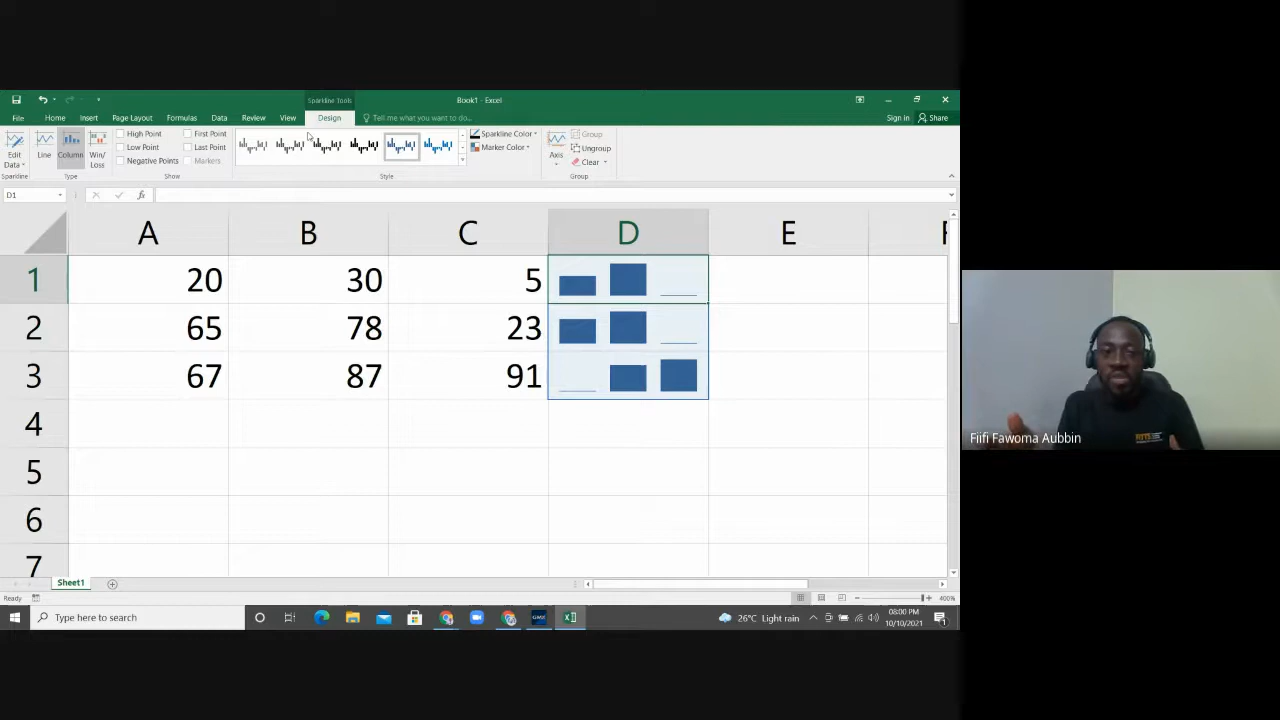 Sparkline Tools
Book1 - Excel
File Home Insert Page Layout Formulas Data Review View Design Tell me what you want to do... Sign in Share
Edit Data
Line
Column
Win/Loss
High Point
Low Point
Negative Points
First Point
Last Point
Markers
Sparkline Color
Marker Color
Axis
Group
Ungroup
Clear
Sparkline Type Show Style Group
D1 fx
A B C D E F
1 20 30 5
2 65 78 23
3 67 87 91
4
5
6
7
Sheet1
Ready 400%
Type here to search
26°C Light rain
08:00 PM
10/10/2021
Fiifi Fawoma Aubbin